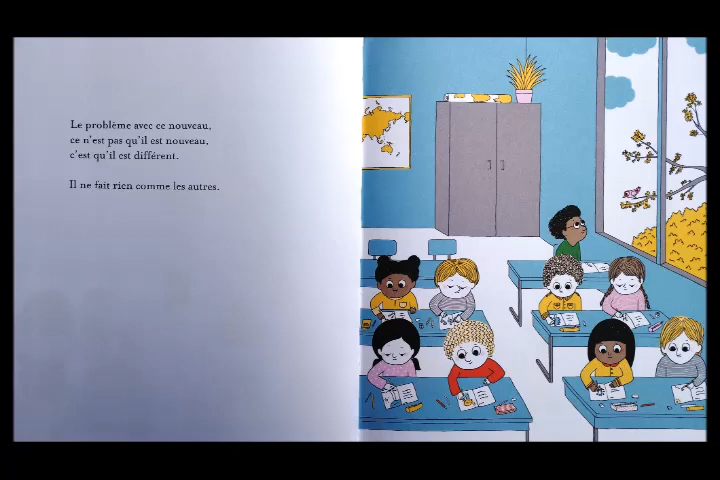 Le problème avec ce nouveau,
ce n'est pas qu'il est nouveau,
c'est qu'il est différent.
Il ne fait rien comme les autres.